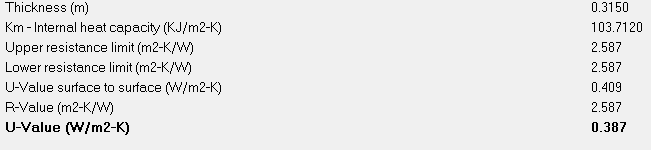 Thickness (m) 0.3150
Km - Internal heat capacity (KJ/m2-K) 103.7120
Upper resistance limit (m2-K/W) 2.587
Lower resistance limit (m2-K/W) 2.587
U-Value surface to surface (W/m2-K) 0.409
R-Value (m2-K/W) 2.587
U-Value (W/m2-K) 0.387